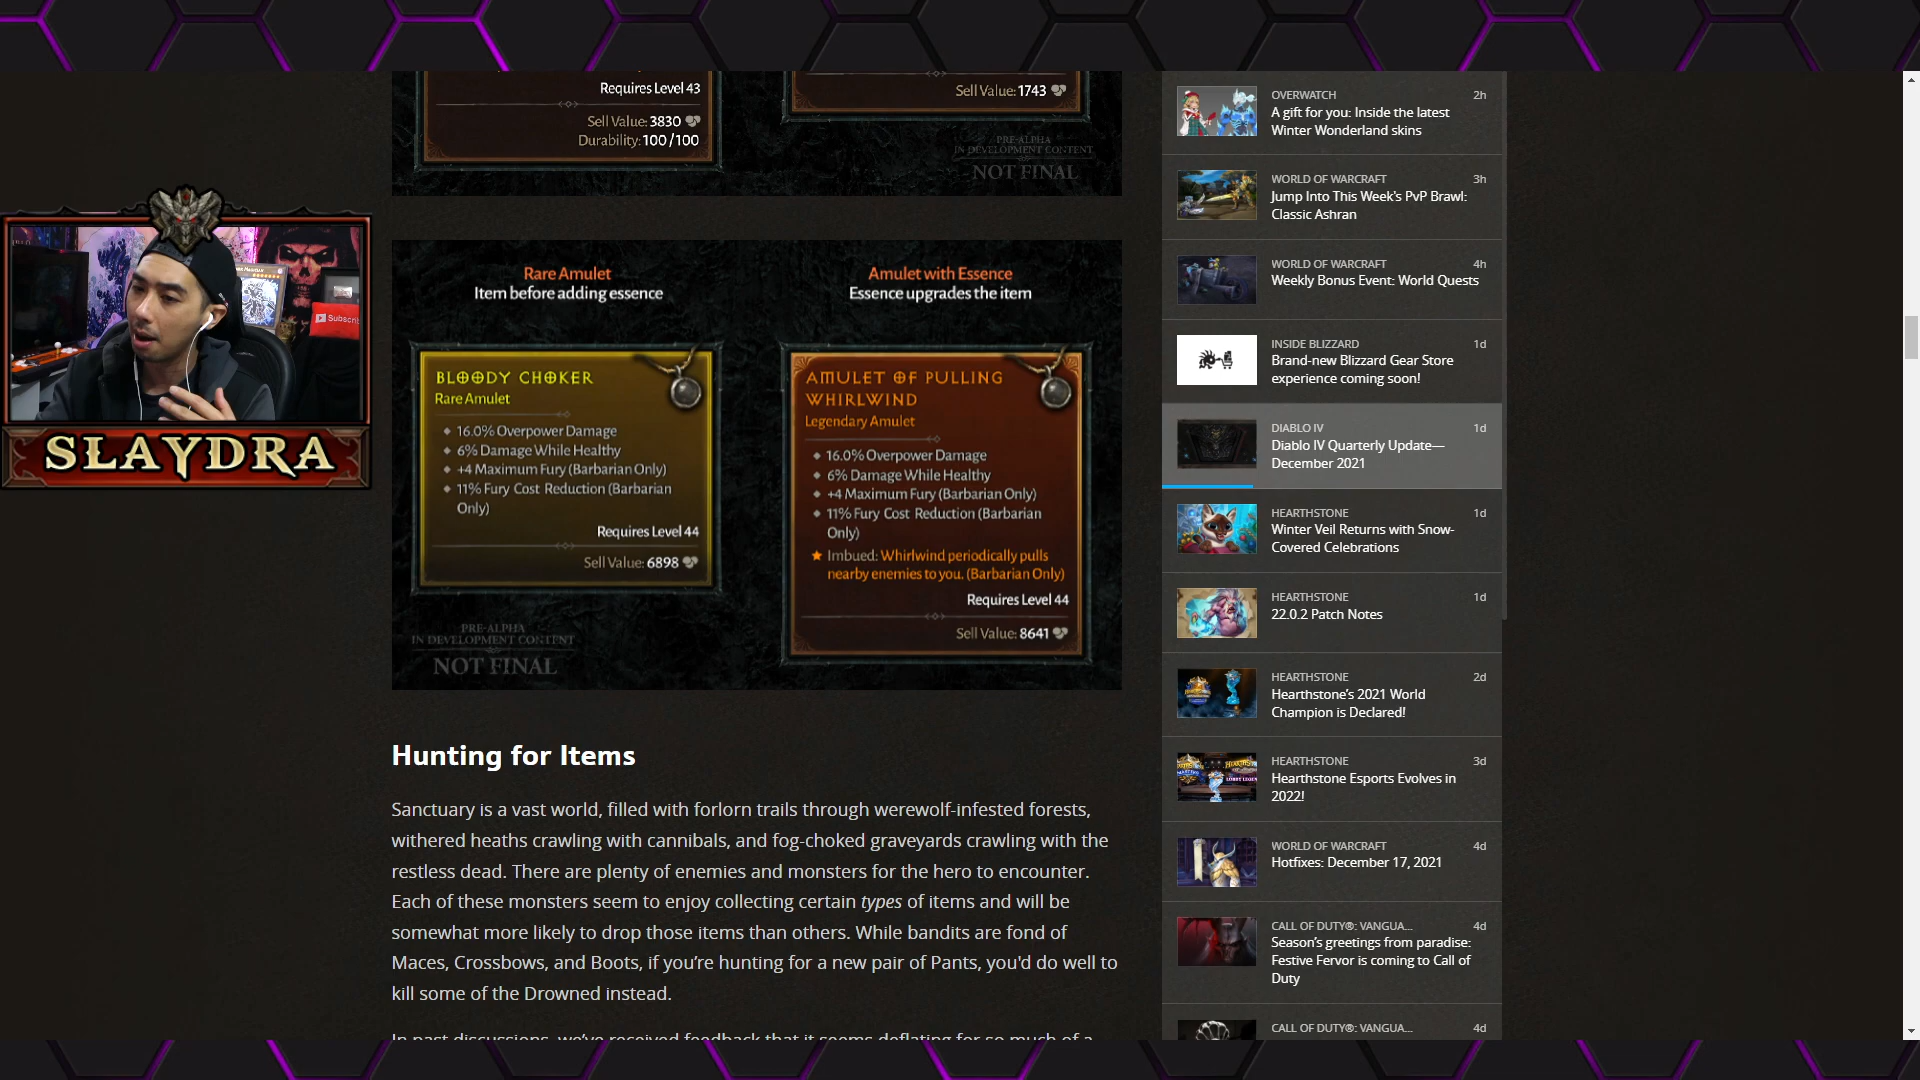 Requires Level 43
Sell Value: 3830
Durability: 100/100
Sell Value: 1743
PRE-ALPHA
IN DEVELOPMENT CONTENT
NOT FINAL
Rare Amulet
Item before adding essence
BLOODY CHOKER
Rare Amulet
16.0% Overpower Damage
6% Damage While Healthy
+4 Maximum Fury (Barbarian Only)
11% Fury Cost Reduction (Barbarian
Only)
Requires Level 44
Sell Value: 6898
PRE-ALPHA
IN DEVELOPMENT CONTENT
NOT FINAL
Amulet with Essence
Essence upgrades the item
AMULET OF PULLING
WHIRLWIND
Legendary Amulet
16.0% Overpower Damage
6% Damage While Healthy
+4 Maximum Fury (Barbarian Only)
11% Fury Cost Reduction (Barbarian
Only)
Imbued: Whirlwind periodically pulls
nearby enemies to you. (Barbarian Only)
Requires Level 44
Sell Value: 8641
Subscri
SLAYDRA
Hunting for Items
Sanctuary is a vast world, filled with forlorn trails through werewolf-infested forests,
withered heaths crawling with cannibals, and fog-choked graveyards crawling with the
restless dead. There are plenty of enemies and monsters for the hero to encounter.
Each of these monsters seem to enjoy collecting certain types of items and will be
somewhat more likely to drop those items than others. While bandits are fond of
Maces, Crossbows, and Boots, if you’re hunting for a new pair of Pants, you'd do well to
kill some of the Drowned instead.
In past discussions, we’ve received feedback that it seems deflating for so much of a
OVERWATCH 2h
A gift for you: Inside the latest
Winter Wonderland skins
WORLD OF WARCRAFT 3h
Jump Into This Week's PvP Brawl:
Classic Ashran
WORLD OF WARCRAFT 4h
Weekly Bonus Event: World Quests
INSIDE BLIZZARD 1d
Brand-new Blizzard Gear Store
experience coming soon!
DIABLO IV 1d
Diablo IV Quarterly Update—
December 2021
HEARTHSTONE 1d
Winter Veil Returns with Snow-
Covered Celebrations
HEARTHSTONE 1d
22.0.2 Patch Notes
HEARTHSTONE 2d
Hearthstone’s 2021 World
Champion is Declared!
HEARTHSTONE 3d
Hearthstone Esports Evolves in
2022!
WORLD OF WARCRAFT 4d
Hotfixes: December 17, 2021
CALL OF DUTY®: VANGUA... 4d
Season’s greetings from paradise:
Festive Fervor is coming to Call of
Duty
CALL OF DUTY®: VANGUA... 4d